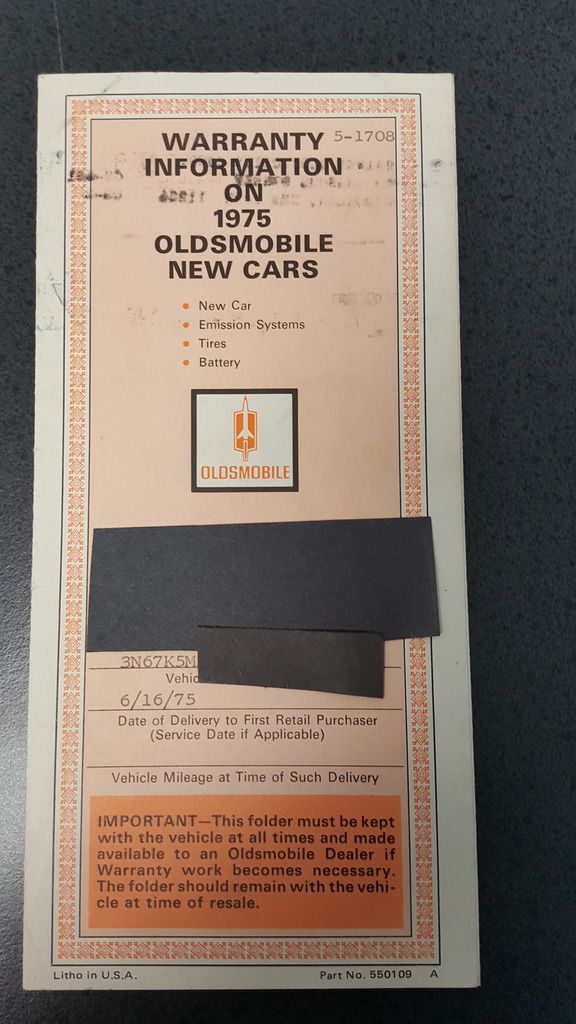 WARRANTY 5-1708
INFORMATION
ON
1975
OLDSMOBILE
NEW CARS
• New Car
• Emission Systems
• Tires
• Battery
OLDSMOBILE
3N67K5M
Vehic
6/16/75
Date of Delivery to First Retail Purchaser
(Service Date if Applicable)
Vehicle Mileage at Time of Such Delivery
IMPORTANT—This folder must be kept
with the vehicle at all times and made
available to an Oldsmobile Dealer if
Warranty work becomes necessary.
The folder should remain with the vehi-
cle at time of resale.
Litho in U.S.A. Part No. 550109 A